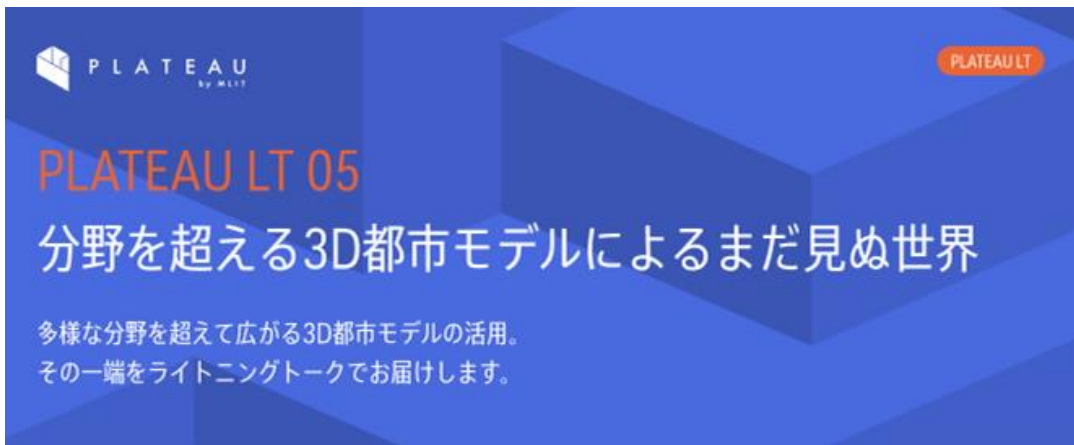 PLATEAU
by MLIT
PLATEAU LT
PLATEAU LT 05
分野を超える3D都市モデルによるまだ見ぬ世界
多様な分野を超えて広がる3D都市モデルの活用。
その一端をライトニングトークでお届けします。